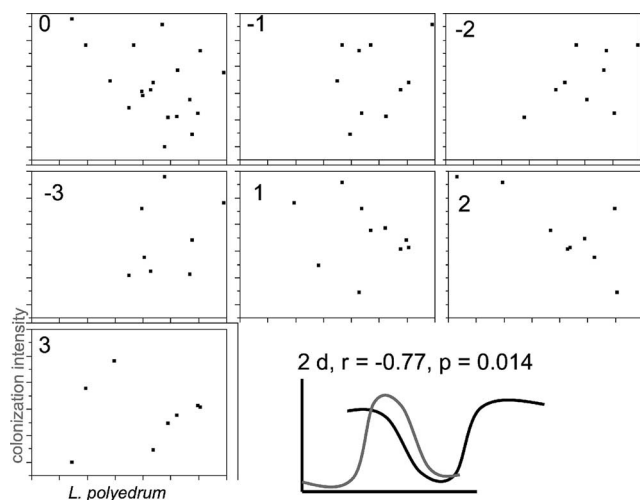 0
-1
-2
-3
1
2
3
colonization intensity
2 d, r = -0.77, p = 0.014
L. polyedrum